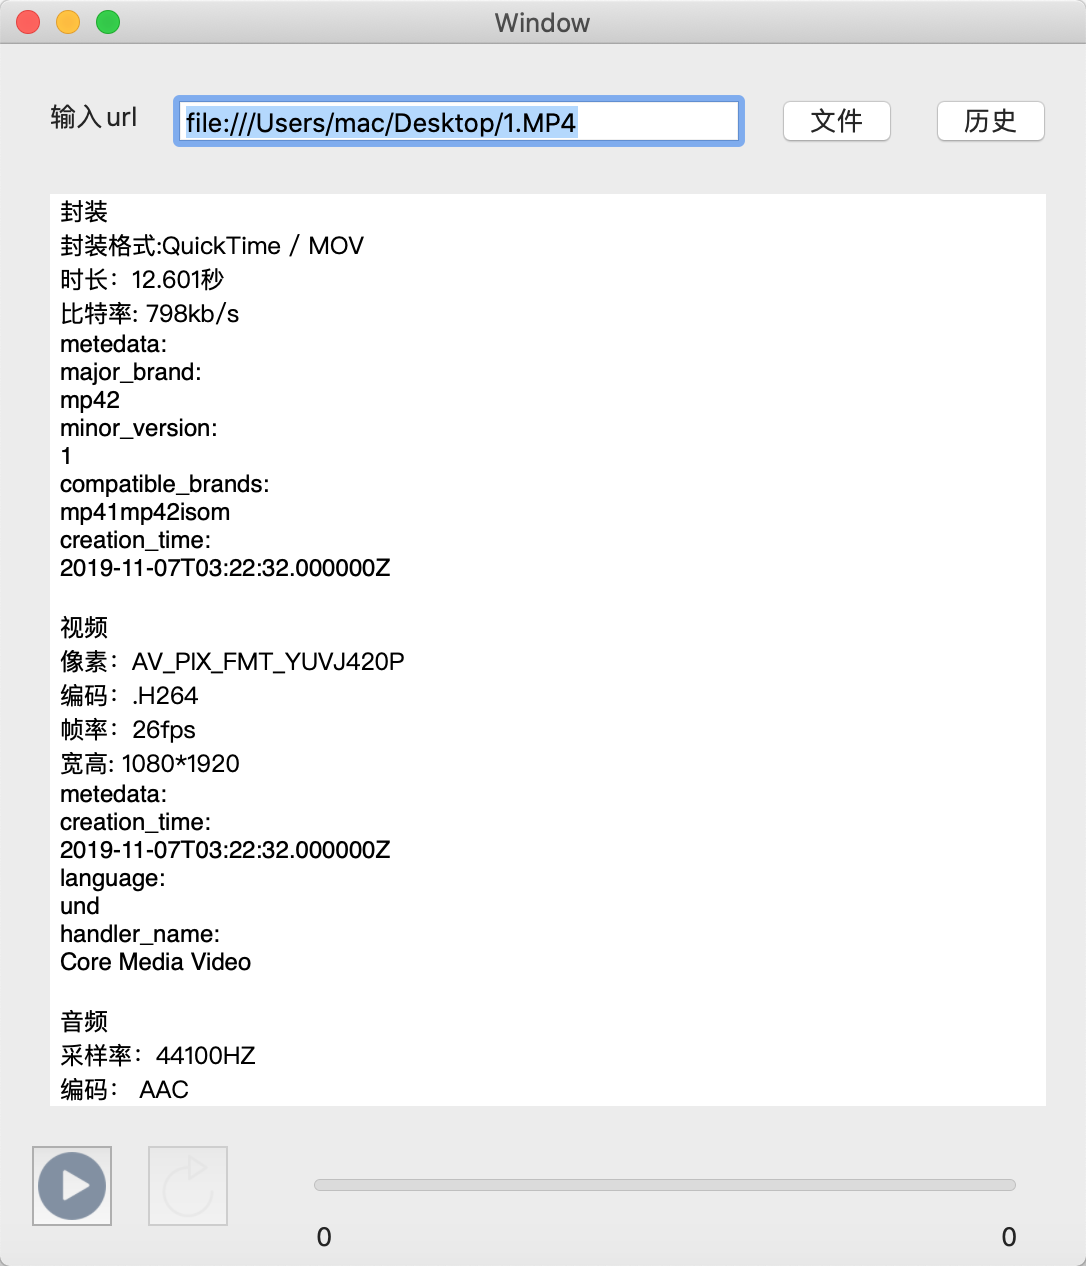 Window
输入url file:///Users/mac/Desktop/1.MP4 文件 历史
封装
封装格式:QuickTime / MOV
时长：12.601秒
比特率: 798kb/s
metedata:
major_brand:
mp42
minor_version:
1
compatible_brands:
mp41mp42isom
creation_time:
2019-11-07T03:22:32.000000Z
视频
像素：AV_PIX_FMT_YUVJ420P
编码：.H264
帧率：26fps
宽高: 1080*1920
metedata:
creation_time:
2019-11-07T03:22:32.000000Z
language:
und
handler_name:
Core Media Video
音频
采样率：44100HZ
编码： AAC
0 0